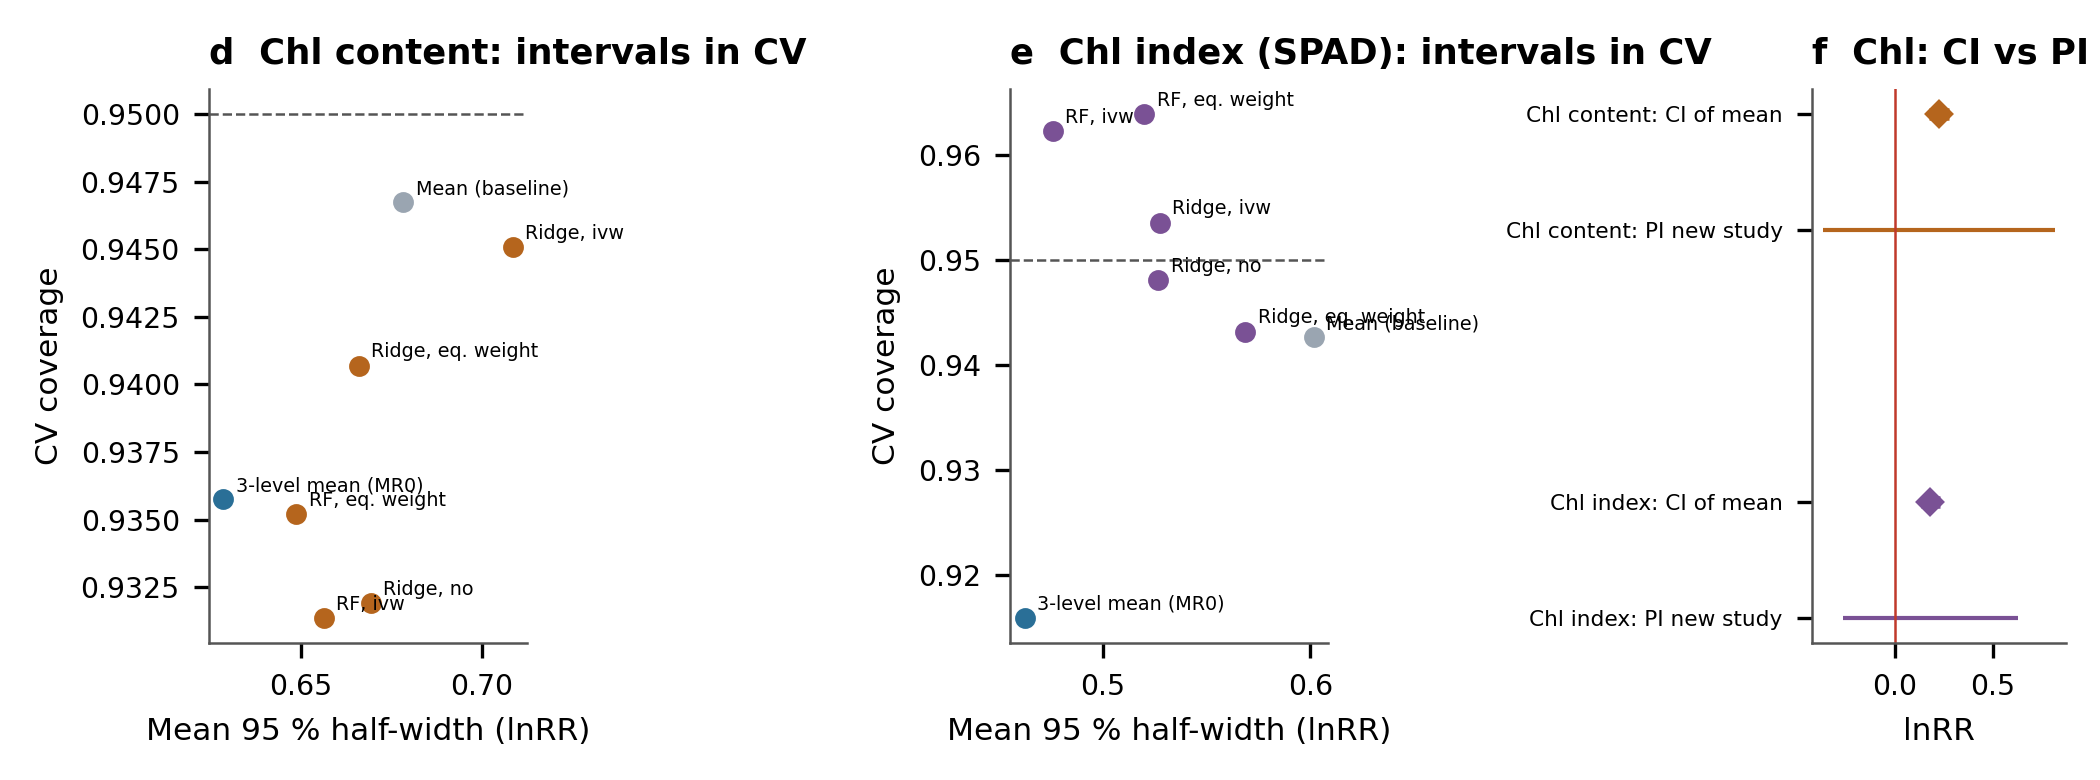 d Chl content: intervals in CV
0.9500
0.9475
0.9450
0.9425
0.9400
0.9375
0.9350
0.9325
CV coverage
Mean (baseline)
Ridge, ivw
Ridge, eq. weight
3-level mean (MR0)
RF, eq. weight
Ridge, no
RF, ivw
0.65 0.70
Mean 95 % half-width (lnRR)
e Chl index (SPAD): intervals in CV
0.96
0.95
0.94
0.93
0.92
CV coverage
RF, eq. weight
RF, ivw
Ridge, ivw
Ridge, no
Ridge, eq. weight
Mean (baseline)
3-level mean (MR0)
0.5 0.6
Mean 95 % half-width (lnRR)
f Chl: CI vs PI
Chl content: CI of mean
Chl content: PI new study
Chl index: CI of mean
Chl index: PI new study
0.0 0.5
lnRR